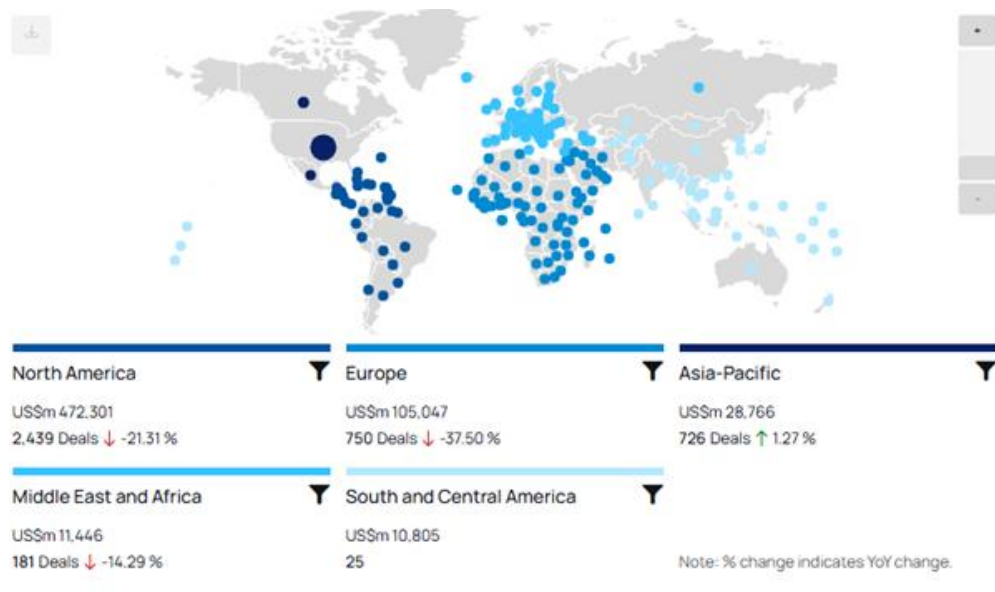 North America
US$m 472,301
2,439 Deals ↓ -21.31 %
Europe
US$m 105,047
750 Deals ↓ -37.50 %
Asia-Pacific
US$m 28,766
726 Deals ↑ 1.27 %
Middle East and Africa
US$m 11,446
181 Deals ↓ -14.29 %
South and Central America
US$m 10,805
25
Note: % change indicates YoY change.